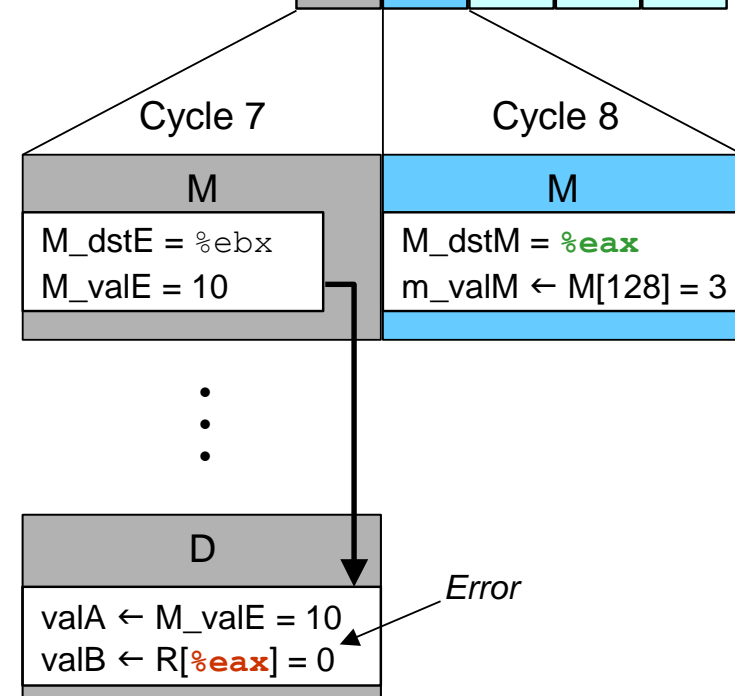 Cycle 7
Cycle 8
M
M
M_dstE = %ebx
M_valE = 10
M_dstM = %eax
m_valM ← M[128] = 3
D
Error
valA ← M_valE = 10
valB ← R[%eax] = 0